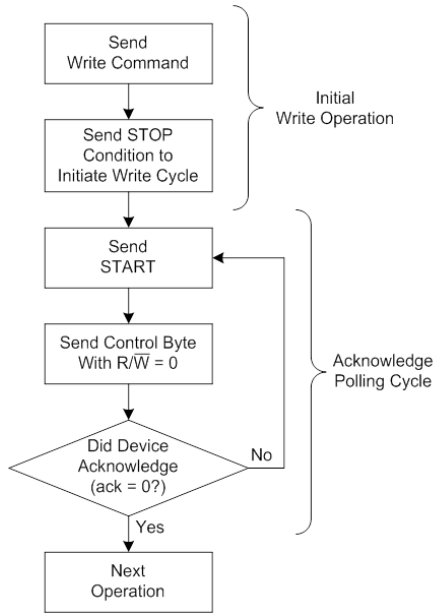 Send
Write Command
Initial
Write Operation
Send STOP
Condition to
Initiate Write Cycle
Send
START
Send Control Byte
With R/W̅ = 0
Acknowledge
Polling Cycle
Did Device
Acknowledge
(ack = 0?)
No
Yes
Next
Operation